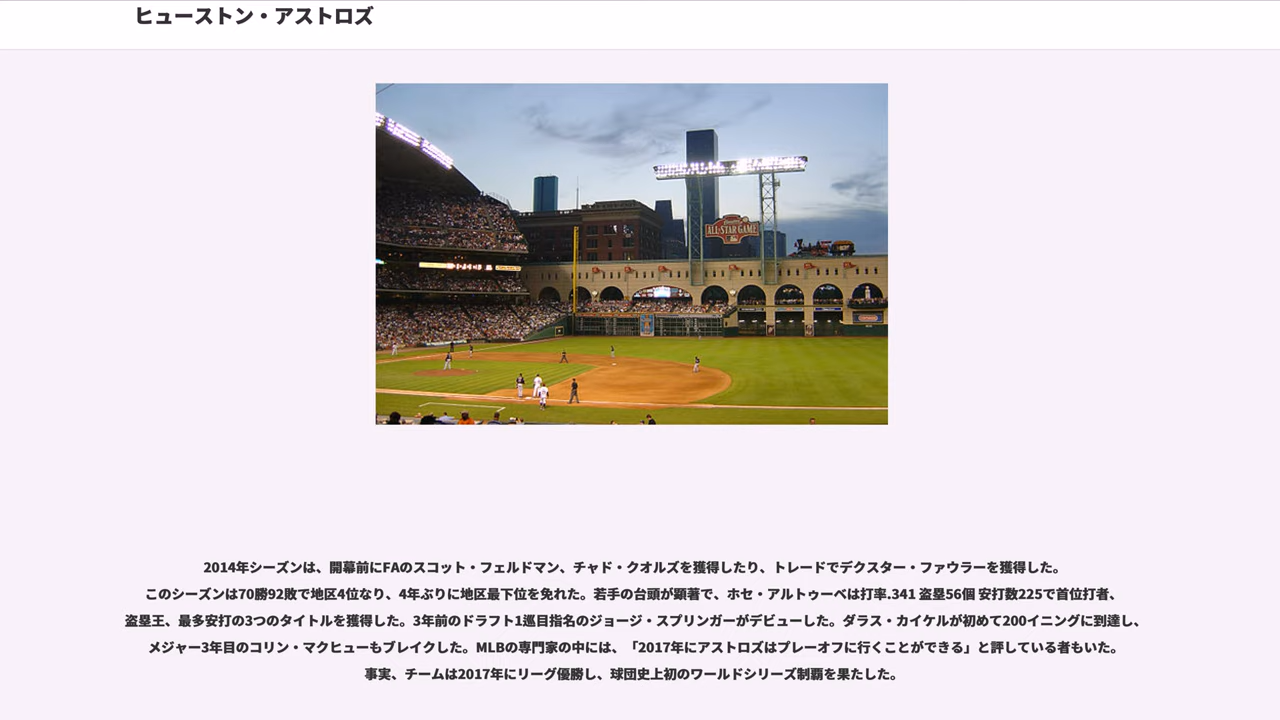 ヒューストン・アストロズ
ALL-STAR GAME
2014年シーズンは、開幕前にFAのスコット・フェルドマン、チャド・クオルズを獲得したり、トレードでデクスター・ファウラーを獲得した。
このシーズンは70勝92敗で地区4位なり、4年ぶりに地区最下位を免れた。若手の台頭が顕著で、ホセ・アルトゥーベは打率.341 盗塁56個 安打数225で首位打者、
盗塁王、最多安打の3つのタイトルを獲得した。3年前のドラフト1巡目指名のジョージ・スプリンガーがデビューした。ダラス・カイケルが初めて200イニングに到達し、
メジャー3年目のコリン・マクヒューもブレイクした。MLBの専門家の中には、「2017年にアストロズはプレーオフに行くことができる」と評している者もいた。
事実、チームは2017年にリーグ優勝し、球団史上初のワールドシリーズ制覇を果たした。